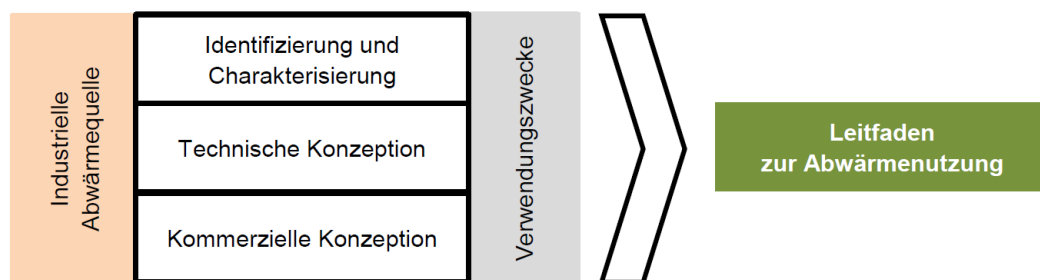 Industrielle
Abwärmequelle
Identifizierung und
Charakterisierung
Technische Konzeption
Kommerzielle Konzeption
Verwendungszwecke
Leitfaden
zur Abwärmenutzung